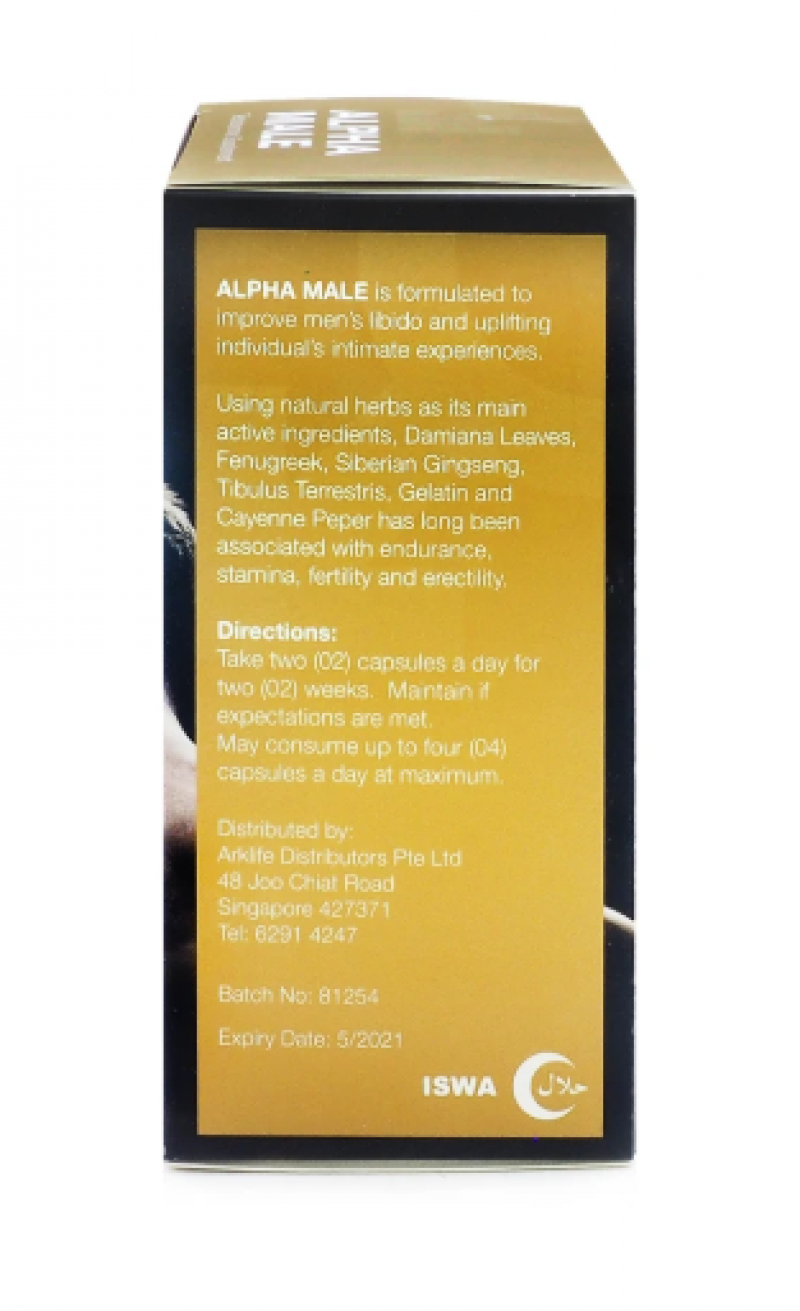 ALPHA
MALE
ALPHA MALE is formulated to
improve men's libido and uplifting
individual's intimate experiences.
Using natural herbs as its main
active ingredients, Damiana Leaves,
Fenugreek, Siberian Gingseng,
Tibulus Terrestris, Gelatin and
Cayenne Peper has long been
associated with endurance,
stamina, fertility and erectility.
Directions:
Take two (02) capsules a day for
two (02) weeks. Maintain if
expectations are met.
May consume up to four (04)
capsules a day at maximum.
Distributed by:
Arklife Distributors Pte Ltd
48 Joo Chiat Road
Singapore 427371
Tel: 6291 4247
Batch No: 81254
Expiry Date: 5/2021
ISWA حلال